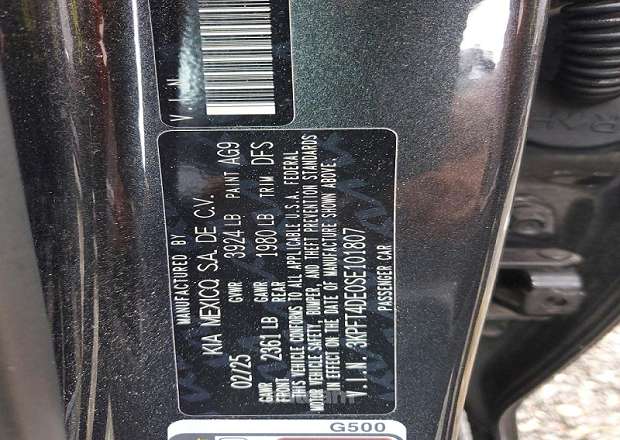 V.I.N
MANUFACTURED BY
KIA MEXICO S.A. DE C.V.
02/25 GVWR 3924 LB PAINT AG9
GAWR FRONT 2361 LB GAWR REAR 1980 LB TRIM DFS
THIS VEHICLE CONFORMS TO ALL APPLICABLE U.S.A. FEDERAL
MOTOR VEHICLE SAFETY, BUMPER, AND THEFT PREVENTION STANDARDS
IN EFFECT ON THE DATE OF MANUFACTURE SHOWN ABOVE.
V.I.N. 3KPFT4DE0SE101807
PASSENGER CAR
G500